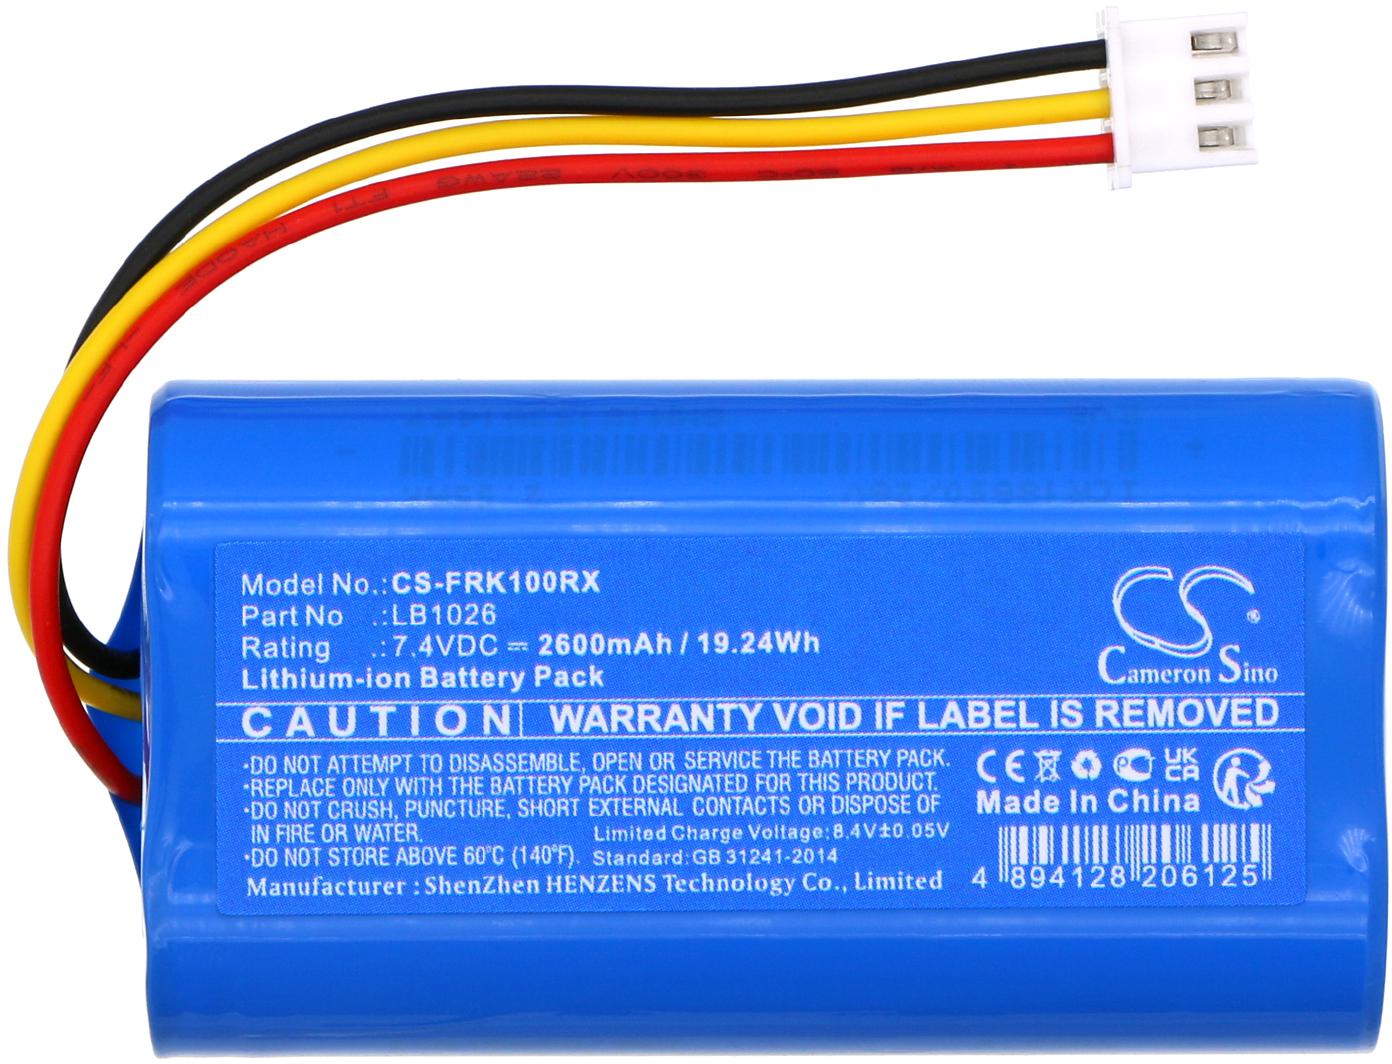 22AWG 300V 80°C
Model No.:CS-FRK100RX
Part No .:LB1026
Rating .:7.4VDC ⎓ 2600mAh / 19.24Wh
Lithium-ion Battery Pack
CS
®
Cameron Sino
CAUTION WARRANTY VOID IF LABEL IS REMOVED
·DO NOT ATTEMPT TO DISASSEMBLE, OPEN OR SERVICE THE BATTERY PACK.
·REPLACE ONLY WITH THE BATTERY PACK DESIGNATED FOR THIS PRODUCT.
·DO NOT CRUSH, PUNCTURE, SHORT EXTERNAL CONTACTS OR DISPOSE OF
IN FIRE OR WATER.
Limited Charge Voltage:8.4V±0.05V
·DO NOT STORE ABOVE 60°C (140°F).
Standard:GB 31241-2014
Manufacturer :ShenZhen HENZENS Technology Co., Limited
CE UK CA
Made In China
4 894128 206125